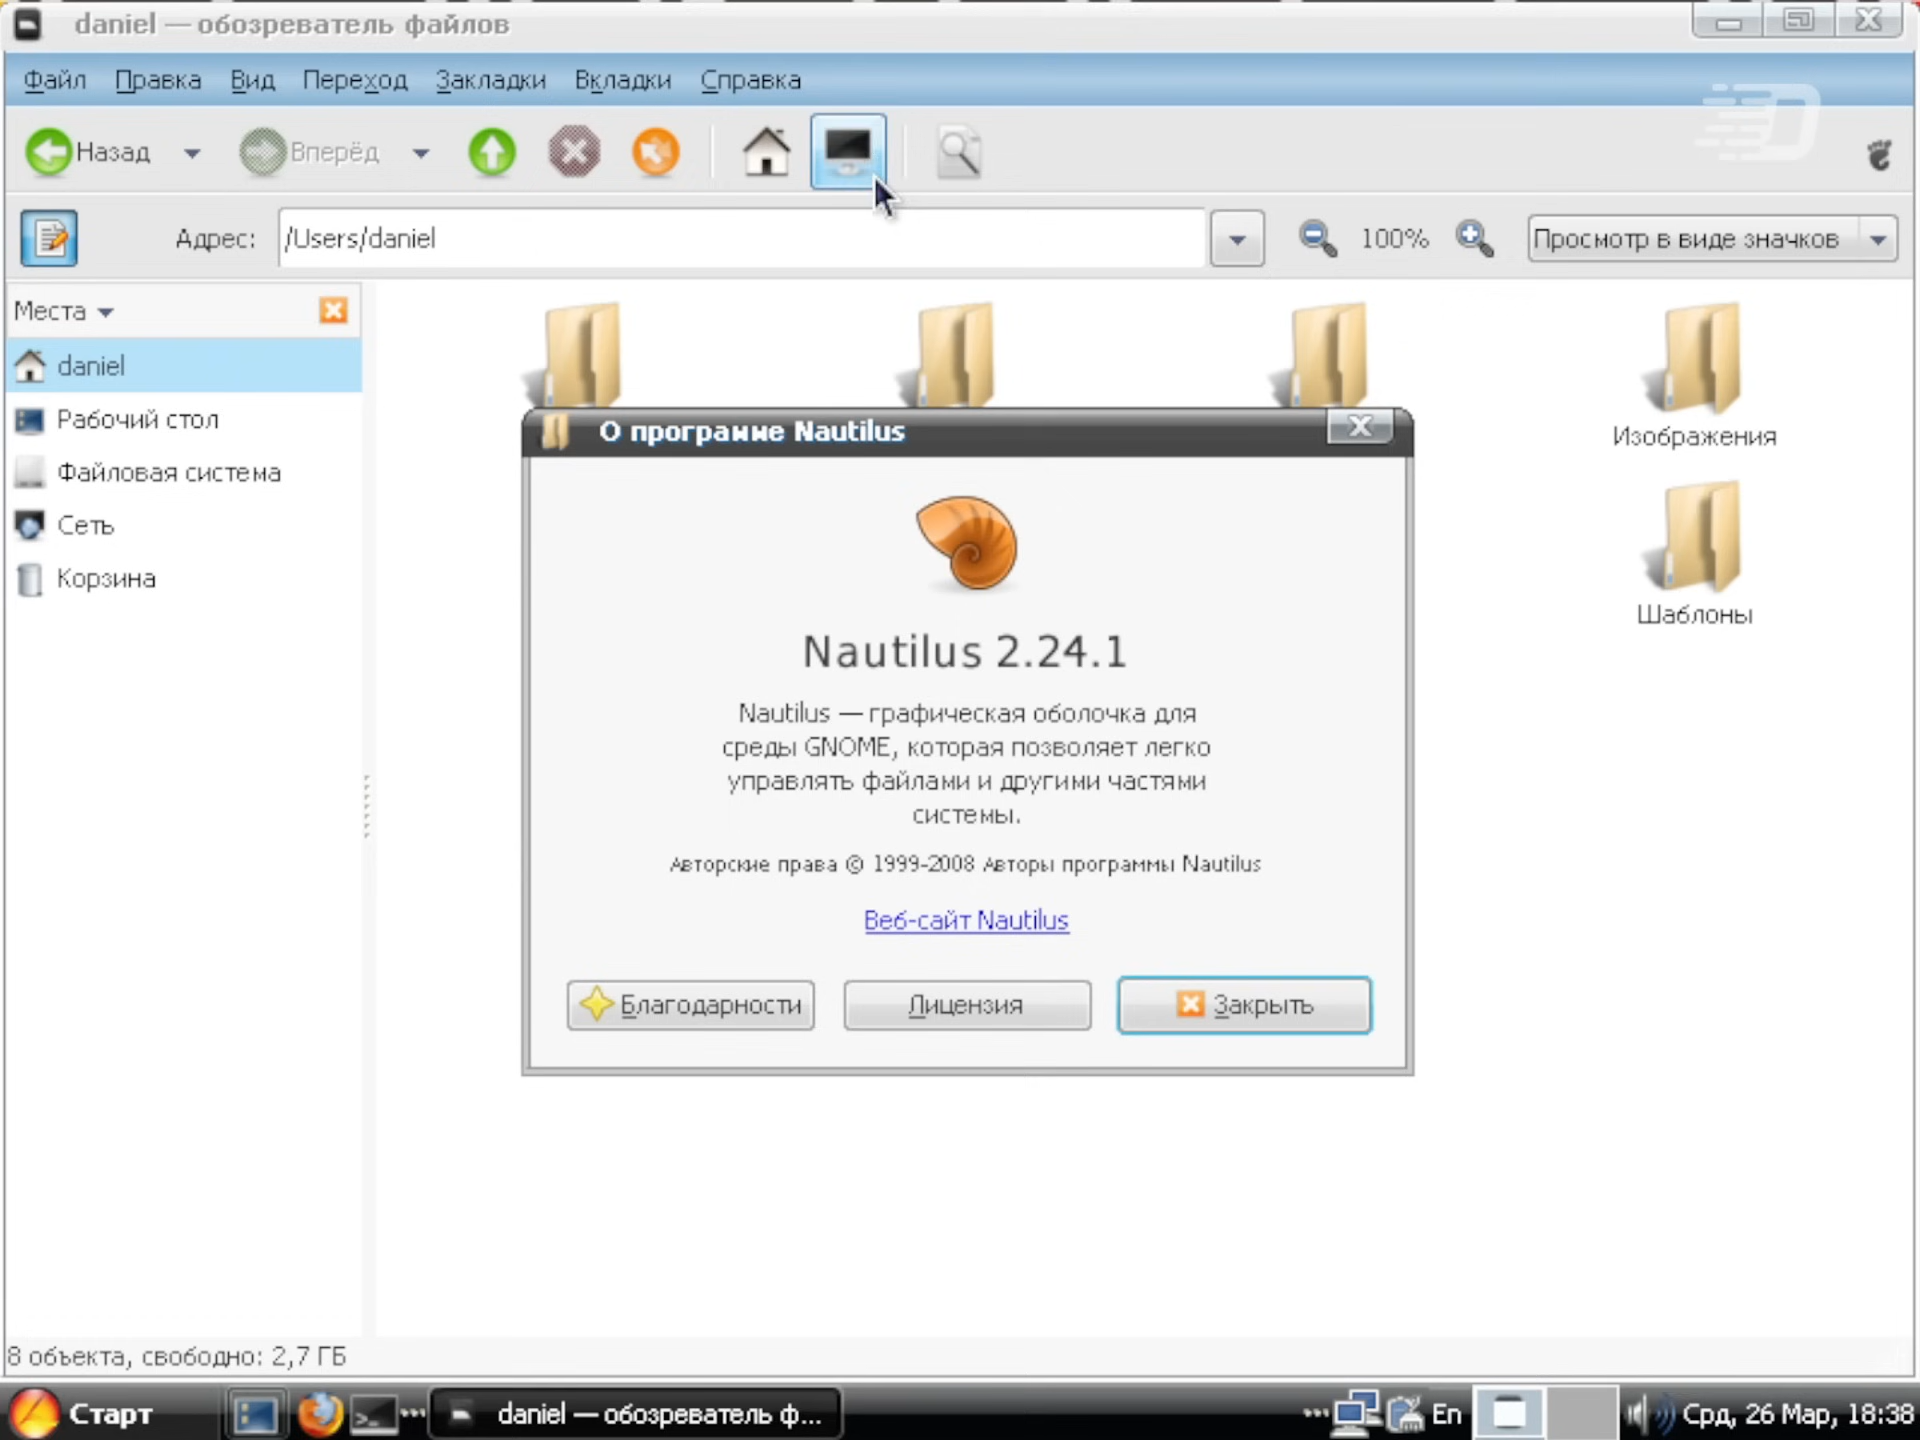 daniel — обозреватель файлов
Файл Правка Вид Переход Закладки Вкладки Справка
Назад Вперёд
Адрес: /Users/daniel 100% Просмотр в виде значков
Места
daniel
Рабочий стол
Файловая система
Сеть
Корзина
Изображения
Шаблоны
О программе Nautilus
Nautilus 2.24.1
Nautilus — графическая оболочка для
среды GNOME, которая позволяет легко
управлять файлами и другими частями
системы.
Авторские права © 1999-2008 Авторы программы Nautilus
Веб-сайт Nautilus
Благодарности Лицензия Закрыть
8 объекта, свободно: 2,7 ГБ
Старт daniel — обозреватель ф... En Срд, 26 Мар, 18:38